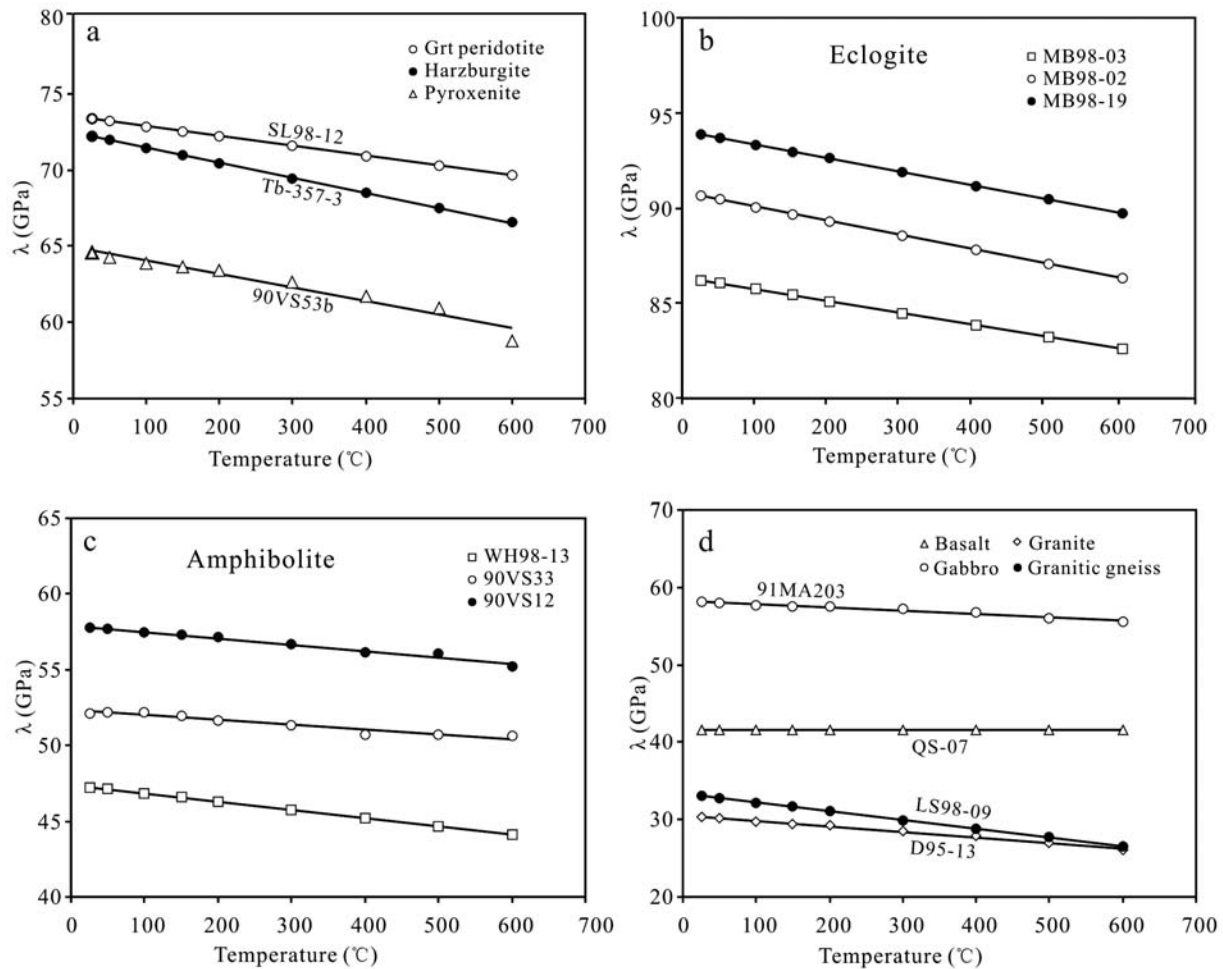 a
Grt peridotite
Harzburgite
Pyroxenite
SL98-12
Tb-357-3
90VS53b
80
75
70
65
60
55
λ (GPa)
0 100 200 300 400 500 600 700
Temperature (℃)
b
Eclogite
MB98-03
MB98-02
MB98-19
100
95
90
85
80
λ (GPa)
0 100 200 300 400 500 600 700
Temperature (℃)
c
Amphibolite
WH98-13
90VS33
90VS12
65
60
55
50
45
40
λ (GPa)
0 100 200 300 400 500 600 700
Temperature (℃)
d
Basalt Granite
Gabbro Granitic gneiss
91MA203
QS-07
LS98-09
D95-13
70
60
50
40
30
20
λ (GPa)
0 100 200 300 400 500 600 700
Temperature (℃)